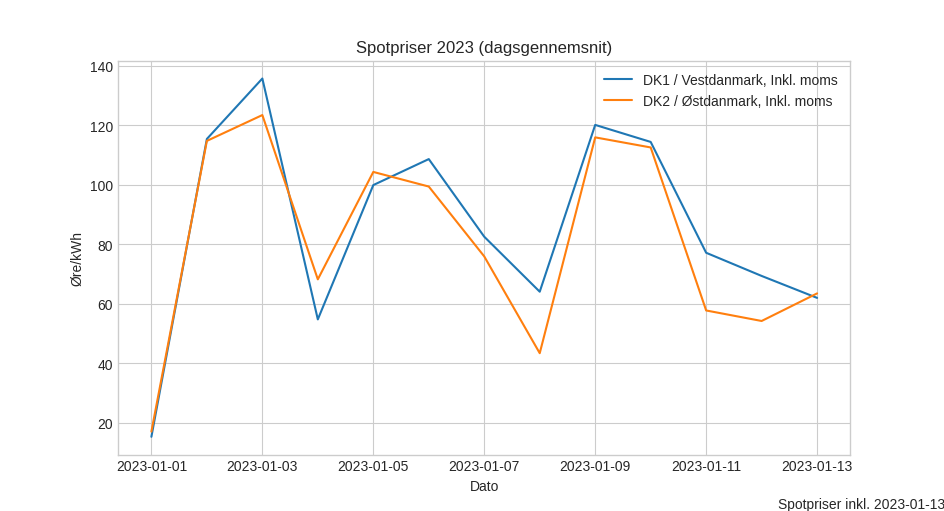 Spotpriser 2023 (dagsgennemsnit)
DK1 / Vestdanmark, Inkl. moms
DK2 / Østdanmark, Inkl. moms
Øre/kWh
140
120
100
80
60
40
20
2023-01-01 2023-01-03 2023-01-05 2023-01-07 2023-01-09 2023-01-11 2023-01-13
Dato
Spotpriser inkl. 2023-01-13